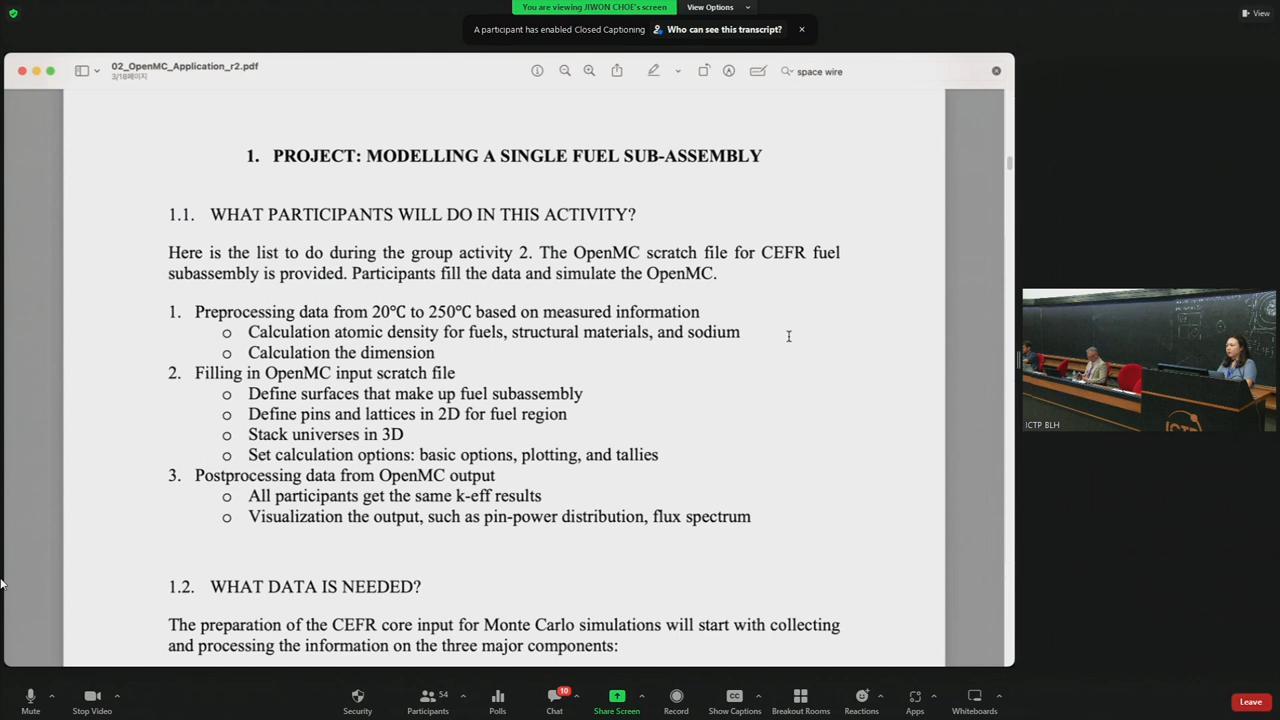 You are viewing JIWON CHOE's screen
View Options
View
A participant has enabled Closed Captioning
Who can see this transcript?
02_OpenMC_Application_r2.pdf
3/18페이지
space wire
1. PROJECT: MODELLING A SINGLE FUEL SUB-ASSEMBLY
1.1. WHAT PARTICIPANTS WILL DO IN THIS ACTIVITY?
Here is the list to do during the group activity 2. The OpenMC scratch file for CEFR fuel
subassembly is provided. Participants fill the data and simulate the OpenMC.
1. Preprocessing data from 20℃ to 250℃ based on measured information
o Calculation atomic density for fuels, structural materials, and sodium
o Calculation the dimension
2. Filling in OpenMC input scratch file
o Define surfaces that make up fuel subassembly
o Define pins and lattices in 2D for fuel region
o Stack universes in 3D
o Set calculation options: basic options, plotting, and tallies
3. Postprocessing data from OpenMC output
o All participants get the same k-eff results
o Visualization the output, such as pin-power distribution, flux spectrum
1.2. WHAT DATA IS NEEDED?
The preparation of the CEFR core input for Monte Carlo simulations will start with collecting
and processing the information on the three major components:
ICTP
ICTP BLH
Mute
Stop Video
Security
54
Participants
Polls
10
Chat
Share Screen
Record
Show Captions
Breakout Rooms
Reactions
Apps
Whiteboards
Leave